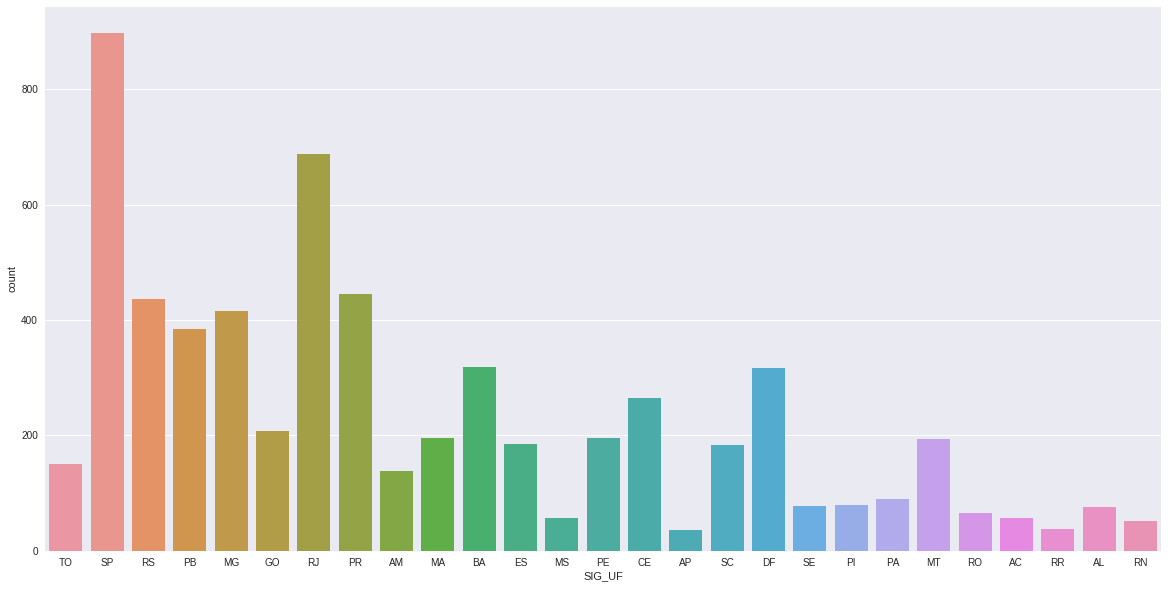 800
600
400
200
0
count
TO SP RS PB MG GO RJ PR AM MA BA ES MS PE CE AP SC DF SE PI PA MT RO AC RR AL RN
SIG_UF